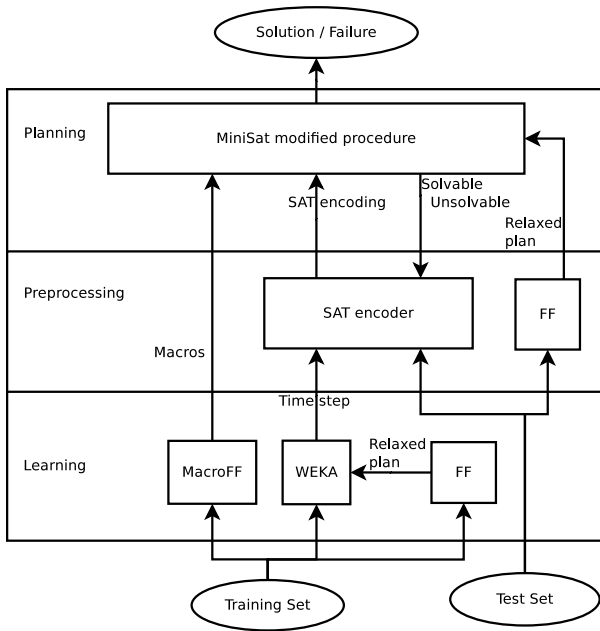 Solution / Failure
Planning
MiniSat modified procedure
SAT encoding
Solvable
Unsolvable
Relaxed
plan
Preprocessing
SAT encoder
FF
Macros
Time step
Learning
MacroFF
WEKA
Relaxed
plan
FF
Training Set
Test Set